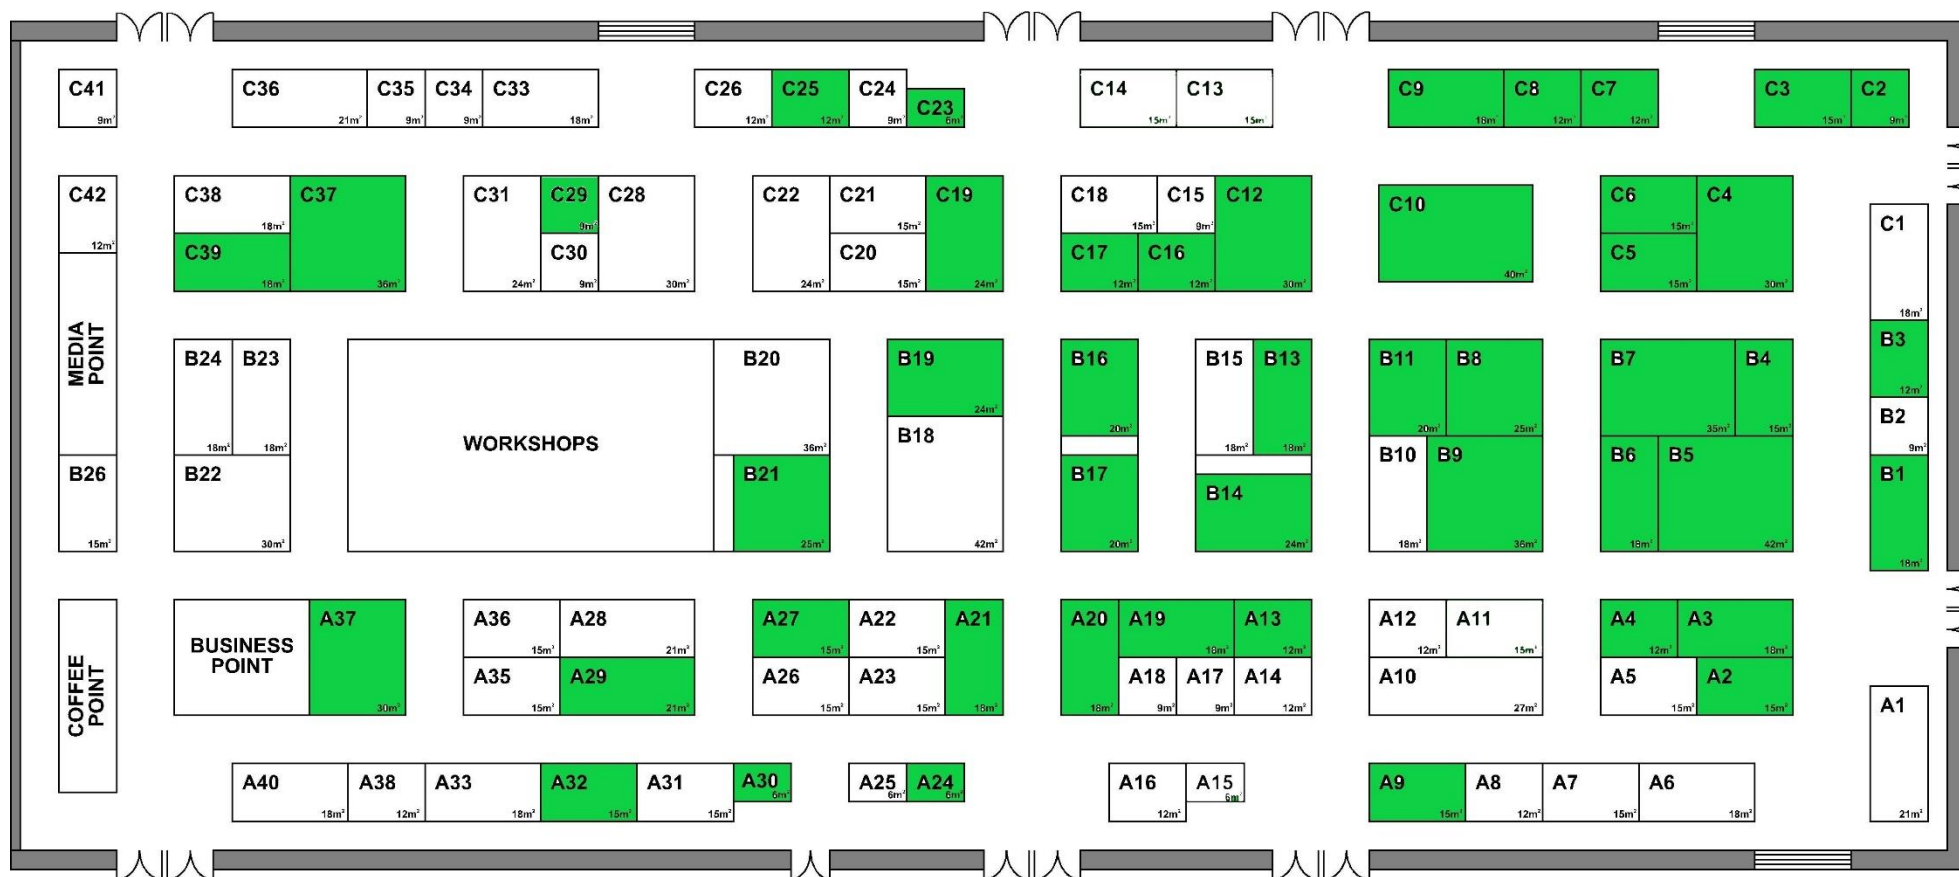 C41
9m²
C36
21m²
C35
9m²
C34
9m²
C33
18m²
C26
12m²
C25
12m²
C24
9m²
C23
6m²
C14
15m²
C13
15m²
C9
18m²
C8
12m²
C7
12m²
C3
15m²
C2
9m²
C42
12m²
C38
18m²
C37
36m²
C39
18m²
C31
24m²
C29
9m²
C28
30m²
C30
9m²
C22
24m²
C21
15m²
C19
24m²
C20
15m²
C18
15m²
C15
9m²
C12
30m²
C17
12m²
C16
12m²
C10
40m²
C6
15m²
C4
30m²
C5
15m²
C1
18m²
MEDIA
POINT
B24
18m²
B23
18m²
WORKSHOPS
B20
36m²
B19
24m²
B18
42m²
B16
20m²
B15
18m²
B13
18m²
B11
20m²
B8
25m²
B7
35m²
B4
15m²
B3
12m²
B2
9m²
B26
15m²
B22
30m²
B21
25m²
B17
20m²
B14
24m²
B10
18m²
B9
36m²
B6
18m²
B5
42m²
B1
18m²
COFFEE
POINT
BUSINESS
POINT
A37
30m²
A36
15m²
A28
21m²
A35
15m²
A29
21m²
A27
15m²
A22
15m²
A21
18m²
A26
15m²
A23
15m²
A20
18m²
A19
18m²
A13
12m²
A18
9m²
A17
9m²
A14
12m²
A12
12m²
A11
15m²
A10
27m²
A4
12m²
A3
18m²
A5
15m²
A2
15m²
A1
21m²
A40
18m²
A38
12m²
A33
18m²
A32
15m²
A31
15m²
A30
6m²
A25
6m²
A24
6m²
A16
12m²
A15
6m²
A9
15m²
A8
12m²
A7
15m²
A6
18m²